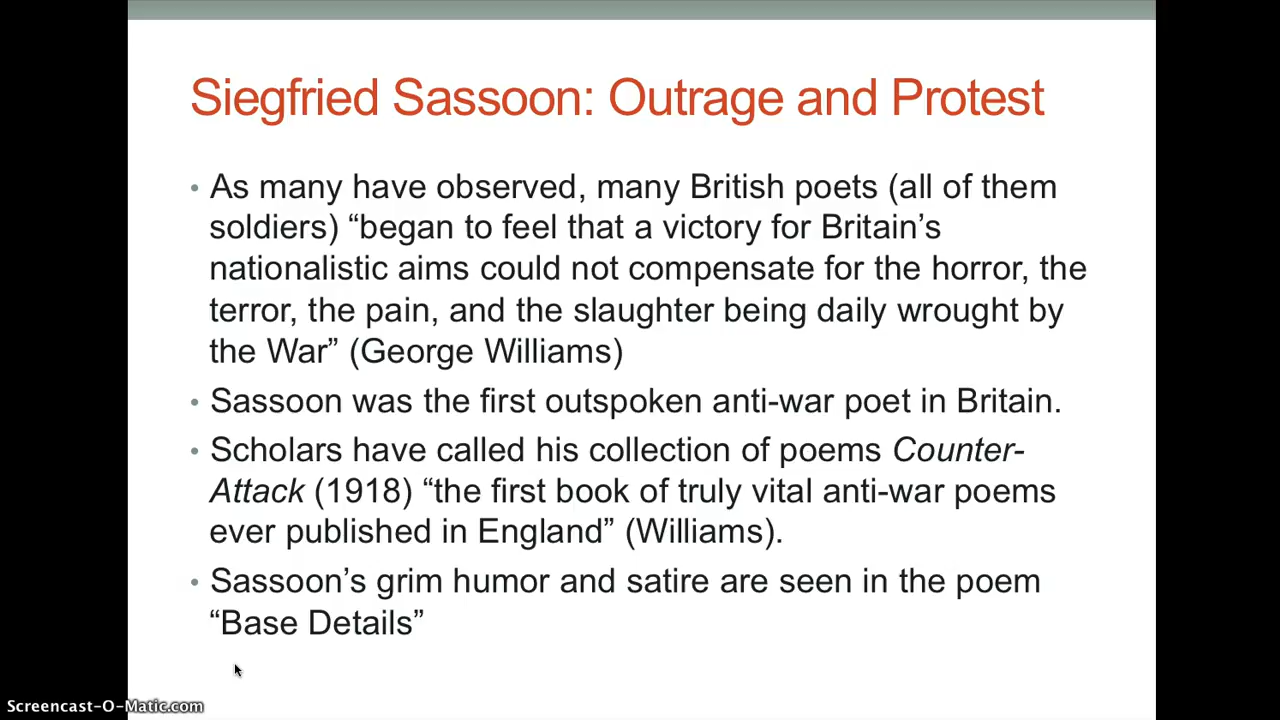 Siegfried Sassoon: Outrage and Protest
• As many have observed, many British poets (all of them
soldiers) “began to feel that a victory for Britain’s
nationalistic aims could not compensate for the horror, the
terror, the pain, and the slaughter being daily wrought by
the War” (George Williams)
• Sassoon was the first outspoken anti-war poet in Britain.
• Scholars have called his collection of poems Counter-
Attack (1918) “the first book of truly vital anti-war poems
ever published in England” (Williams).
• Sassoon’s grim humor and satire are seen in the poem
“Base Details”
Screencast-O-Matic.com